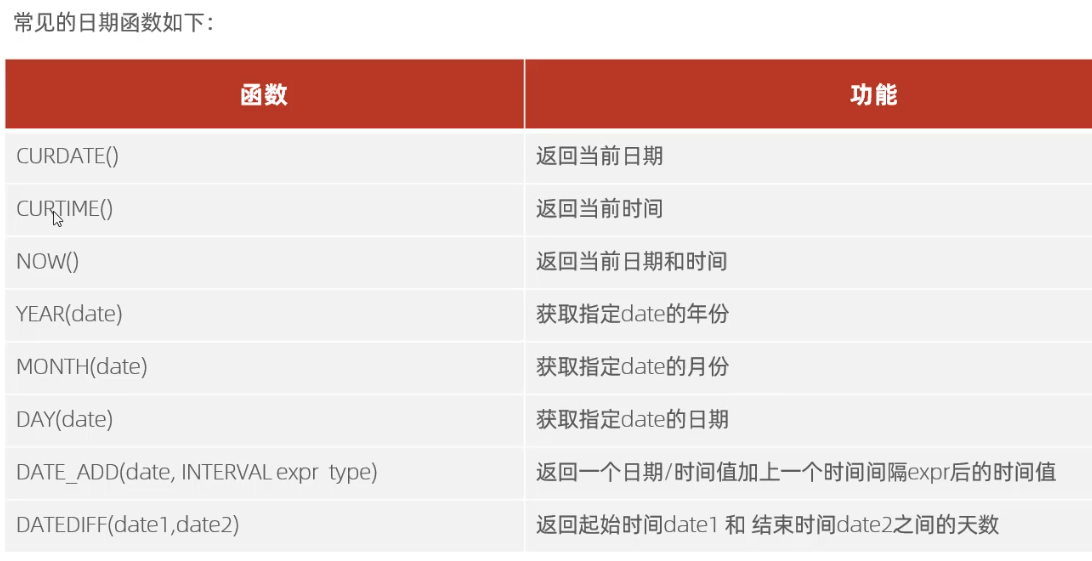 常见的日期函数如下：
函数 功能
CURDATE() 返回当前日期
CURTIME() 返回当前时间
NOW() 返回当前日期和时间
YEAR(date) 获取指定date的年份
MONTH(date) 获取指定date的月份
DAY(date) 获取指定date的日期
DATE_ADD(date, INTERVAL expr type) 返回一个日期/时间值加上一个时间间隔expr后的时间值
DATEDIFF(date1,date2) 返回起始时间date1 和 结束时间date2之间的天数